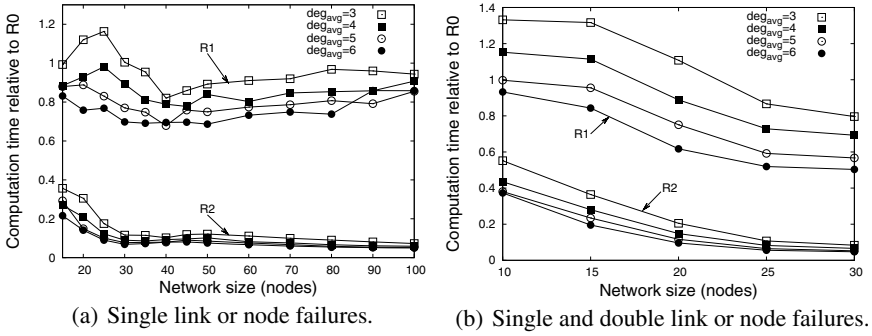 Computation time relative to R0
1.4
1.2
1
0.8
0.6
0.4
0.2
0
deg_avg=3
deg_avg=4
deg_avg=5
deg_avg=6
R1
R2
20 30 40 50 60 70 80 90 100
Network size (nodes)
(a) Single link or node failures.
Computation time relative to R0
1.4
1.2
1
0.8
0.6
0.4
0.2
0
deg_avg=3
deg_avg=4
deg_avg=5
deg_avg=6
R1
R2
10 15 20 25 30
Network size (nodes)
(b) Single and double link or node failures.